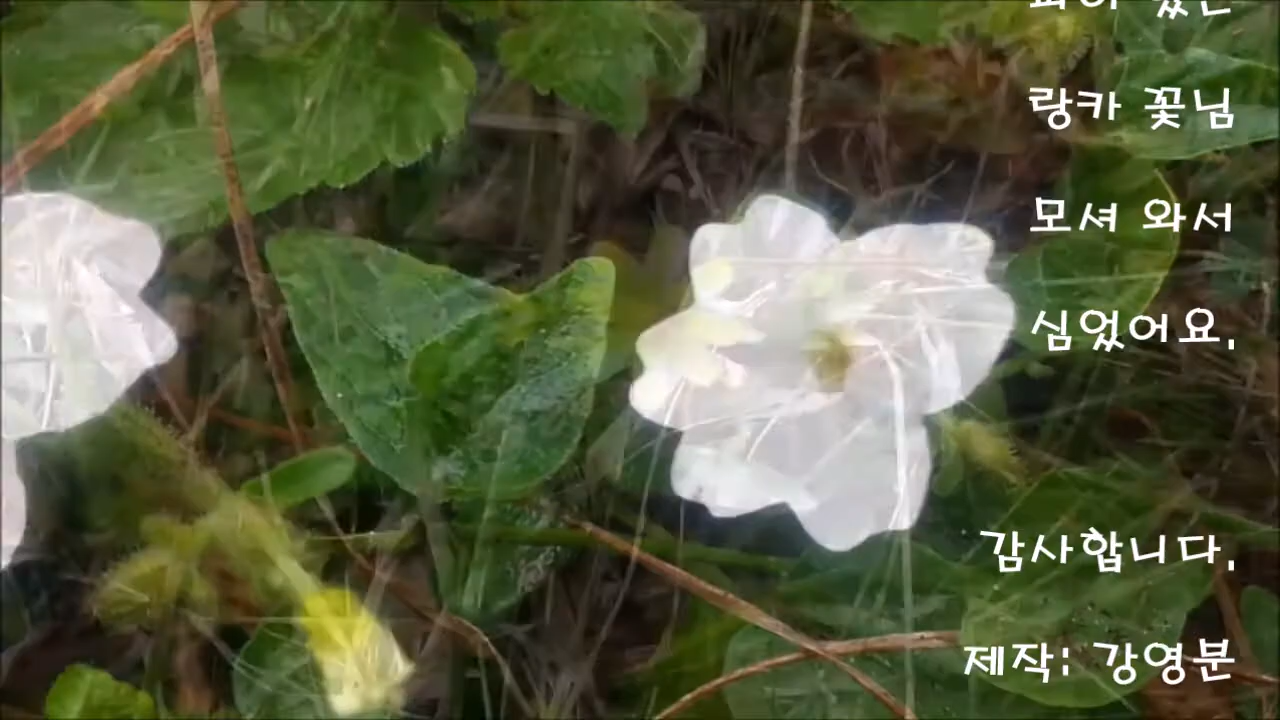 랑카 꽃님
모셔 와서
심었어요.
감사합니다.
제작: 강영분